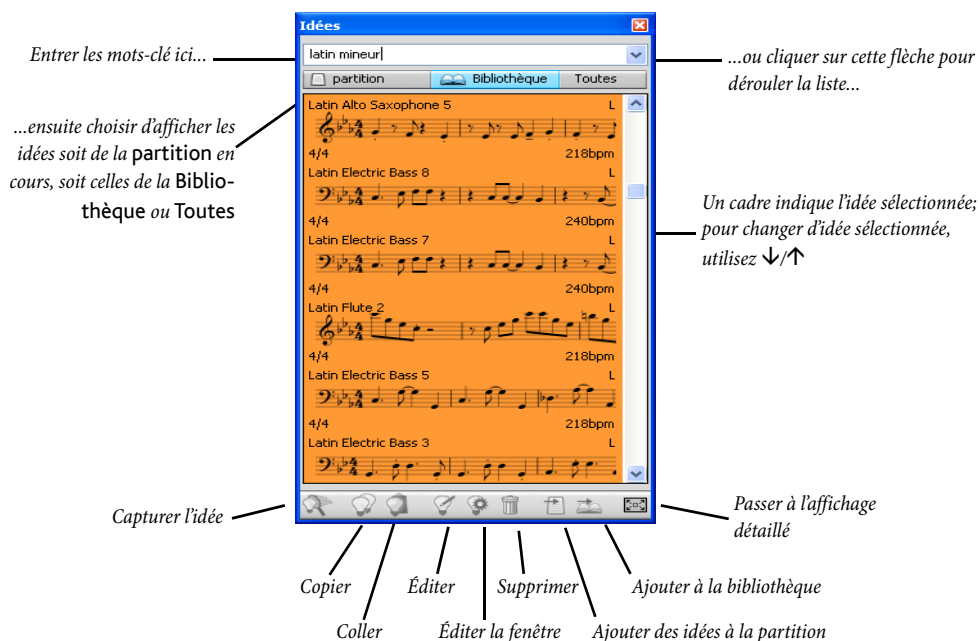 Idées
Entrer les mots-clé ici...
latin mineur
...ou cliquer sur cette flèche pour
dérouler la liste...
partition
Bibliothèque
Toutes
...ensuite choisir d'afficher les
idées soit de la partition en
cours, soit celles de la Biblio-
thèque ou Toutes
Latin Alto Saxophone 5 L
4/4 218bpm
Latin Electric Bass 8 L
4/4 240bpm
Latin Electric Bass 7 L
4/4 240bpm
Latin Flute 2 L
4/4 218bpm
Latin Electric Bass 5 L
4/4 218bpm
Latin Electric Bass 3 L
Un cadre indique l'idée sélectionnée;
pour changer d'idée sélectionnée,
utilisez ↓/↑
Capturer l'idée
Passer à l'affichage
détaillé
Copier
Éditer
Supprimer
Ajouter à la bibliothèque
Coller
Éditer la fenêtre
Ajouter des idées à la partition